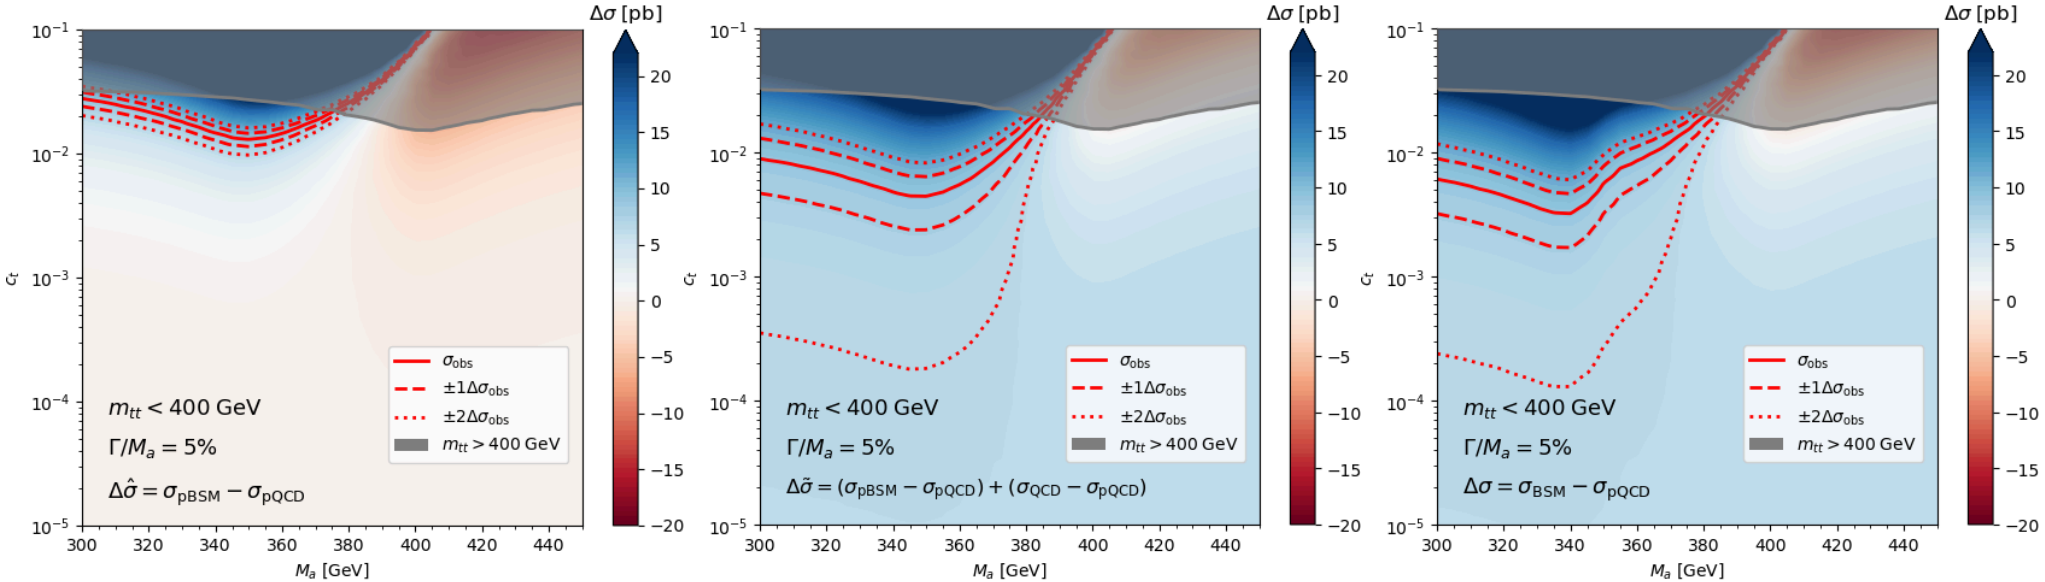 Δσ [pb]
10⁻¹
10⁻²
10⁻³
10⁻⁴
10⁻⁵
c_t
300 320 340 360 380 400 420 440
M_a [GeV]
σ_obs
±1Δσ_obs
±2Δσ_obs
m_tt > 400 GeV
m_tt < 400 GeV
Γ/M_a = 5%
Δσ̂ = σ_pBSM − σ_pQCD
20
15
10
5
0
−5
−10
−15
−20
Δσ [pb]
10⁻¹
10⁻²
10⁻³
10⁻⁴
10⁻⁵
c_t
300 320 340 360 380 400 420 440
M_a [GeV]
σ_obs
±1Δσ_obs
±2Δσ_obs
m_tt > 400 GeV
m_tt < 400 GeV
Γ/M_a = 5%
Δσ̃ = (σ_pBSM − σ_pQCD) + (σ_QCD − σ_pQCD)
20
15
10
5
0
−5
−10
−15
−20
Δσ [pb]
10⁻¹
10⁻²
10⁻³
10⁻⁴
10⁻⁵
c_t
300 320 340 360 380 400 420 440
M_a [GeV]
σ_obs
±1Δσ_obs
±2Δσ_obs
m_tt > 400 GeV
m_tt < 400 GeV
Γ/M_a = 5%
Δσ = σ_BSM − σ_pQCD
20
15
10
5
0
−5
−10
−15
−20